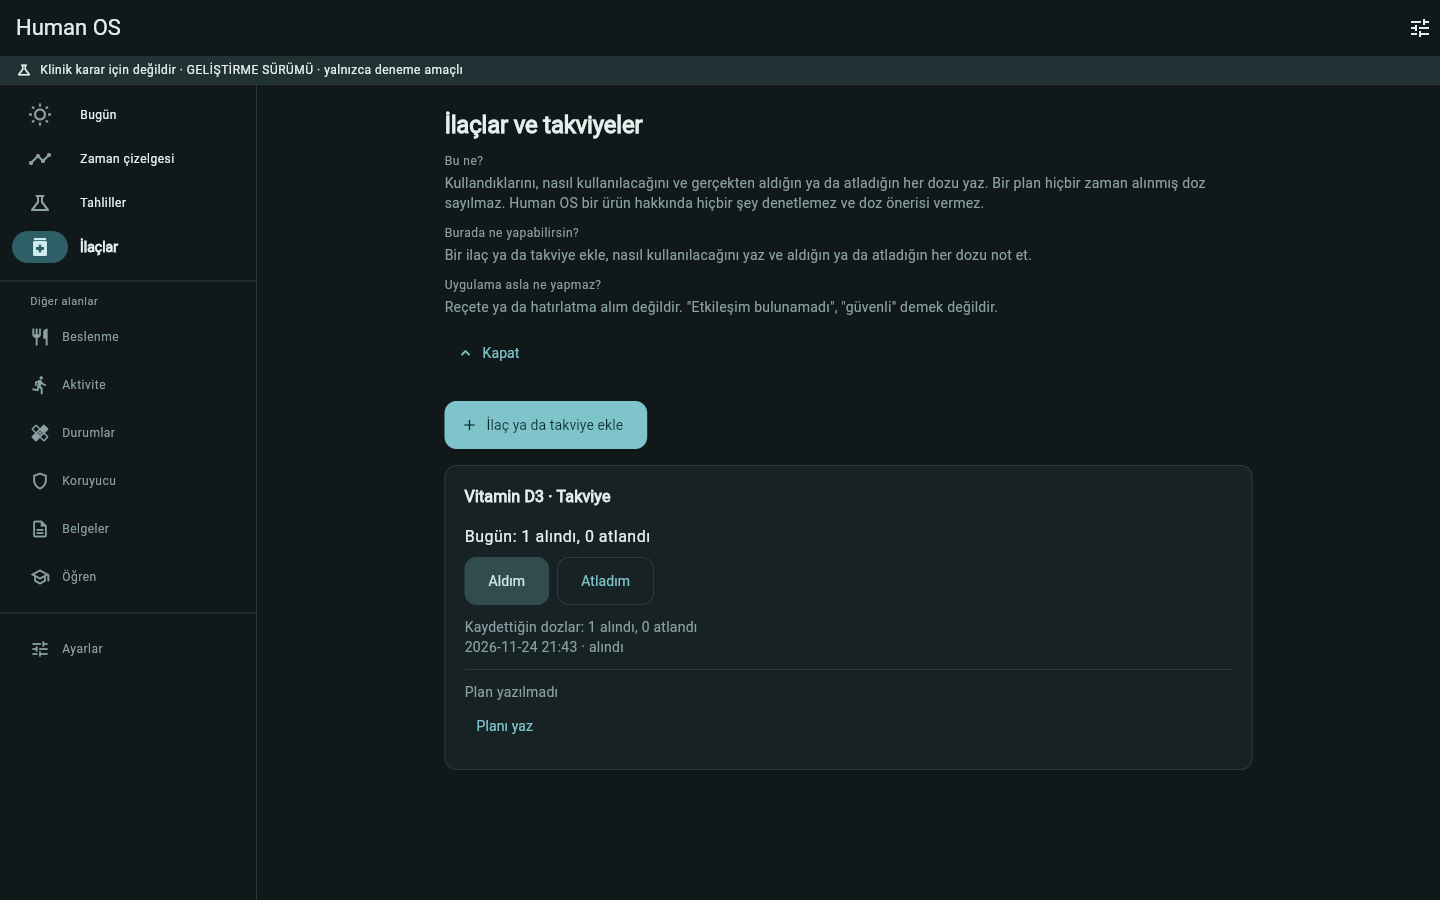 Human OS
Klinik karar için değildir · GELİŞTİRME SÜRÜMÜ · yalnızca deneme amaçlı
Bugün
Zaman çizelgesi
Tahliller
İlaçlar
Diğer alanlar
Beslenme
Aktivite
Durumlar
Koruyucu
Belgeler
Öğren
Ayarlar
İlaçlar ve takviyeler
Bu ne?
Kullandıklarını, nasıl kullanılacağını ve gerçekten aldığın ya da atladığın her dozu yaz. Bir plan hiçbir zaman alınmış doz
sayılmaz. Human OS bir ürün hakkında hiçbir şey denetlemez ve doz önerisi vermez.
Burada ne yapabilirsin?
Bir ilaç ya da takviye ekle, nasıl kullanılacağını yaz ve aldığın ya da atladığın her dozu not et.
Uygulama asla ne yapmaz?
Reçete ya da hatırlatma alım değildir. "Etkileşim bulunamadı", "güvenli" demek değildir.
Kapat
İlaç ya da takviye ekle
Vitamin D3 · Takviye
Bugün: 1 alındı, 0 atlandı
Aldım
Atladım
Kaydettiğin dozlar: 1 alındı, 0 atlandı
2026-11-24 21:43 · alındı
Plan yazılmadı
Planı yaz